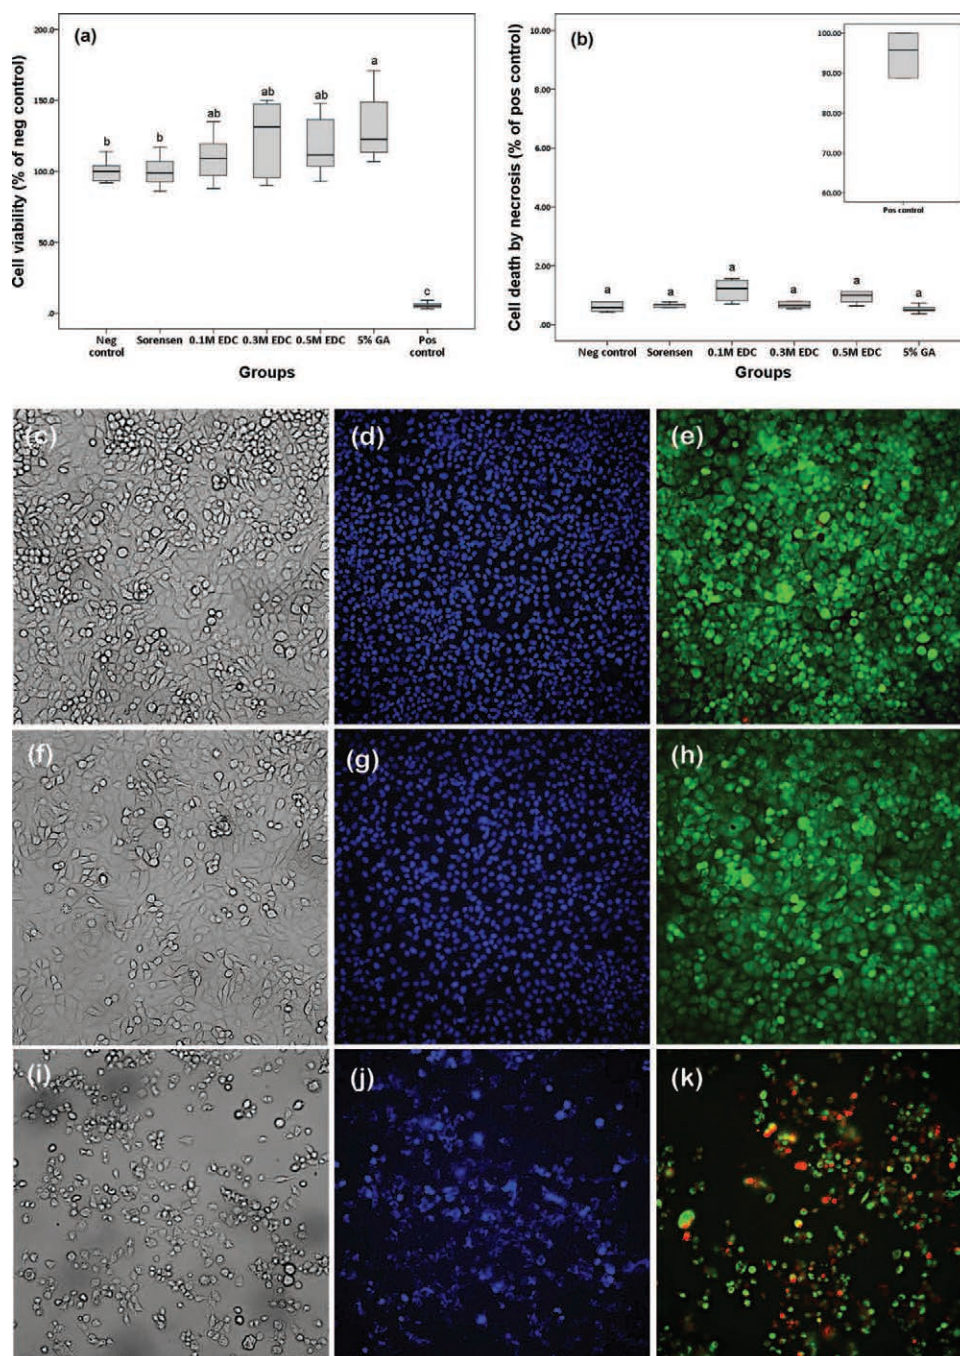 (a)
Cell viability (% of neg control)
200.0
150.0
100.0
50.0
.0
b
b
ab
ab
ab
a
c
Neg control
Sorensen
0.1M EDC
0.3M EDC
0.5M EDC
5% GA
Pos control
Groups
(b)
Cell death by necrosis (% of pos control)
10.00
8.00
6.00
4.00
2.00
.00
a
a
a
a
a
a
Neg control
Sorensen
0.1M EDC
0.3M EDC
0.5M EDC
5% GA
Groups
100.00
90.00
80.00
70.00
60.00
Pos control
(c)
(d)
(e)
(f)
(g)
(h)
(i)
(j)
(k)